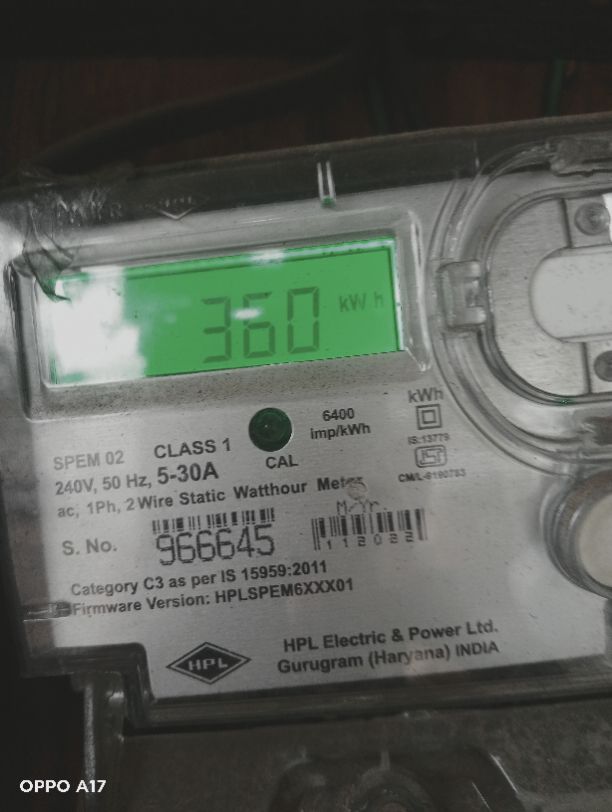 HPL
360 kWh
kWh
6400
imp/kWh
IS:13779
CM/L-9190793
SPEM 02 CLASS 1
CAL
240V, 50 Hz, 5-30A
ac, 1Ph, 2 Wire Static Watthour Meter
M/Yr.
S. No. 966645
112022
Category C3 as per IS 15959:2011
Firmware Version: HPLSPEM6XXX01
HPL
HPL Electric & Power Ltd.
Gurugram (Haryana) INDIA
OPPO A17